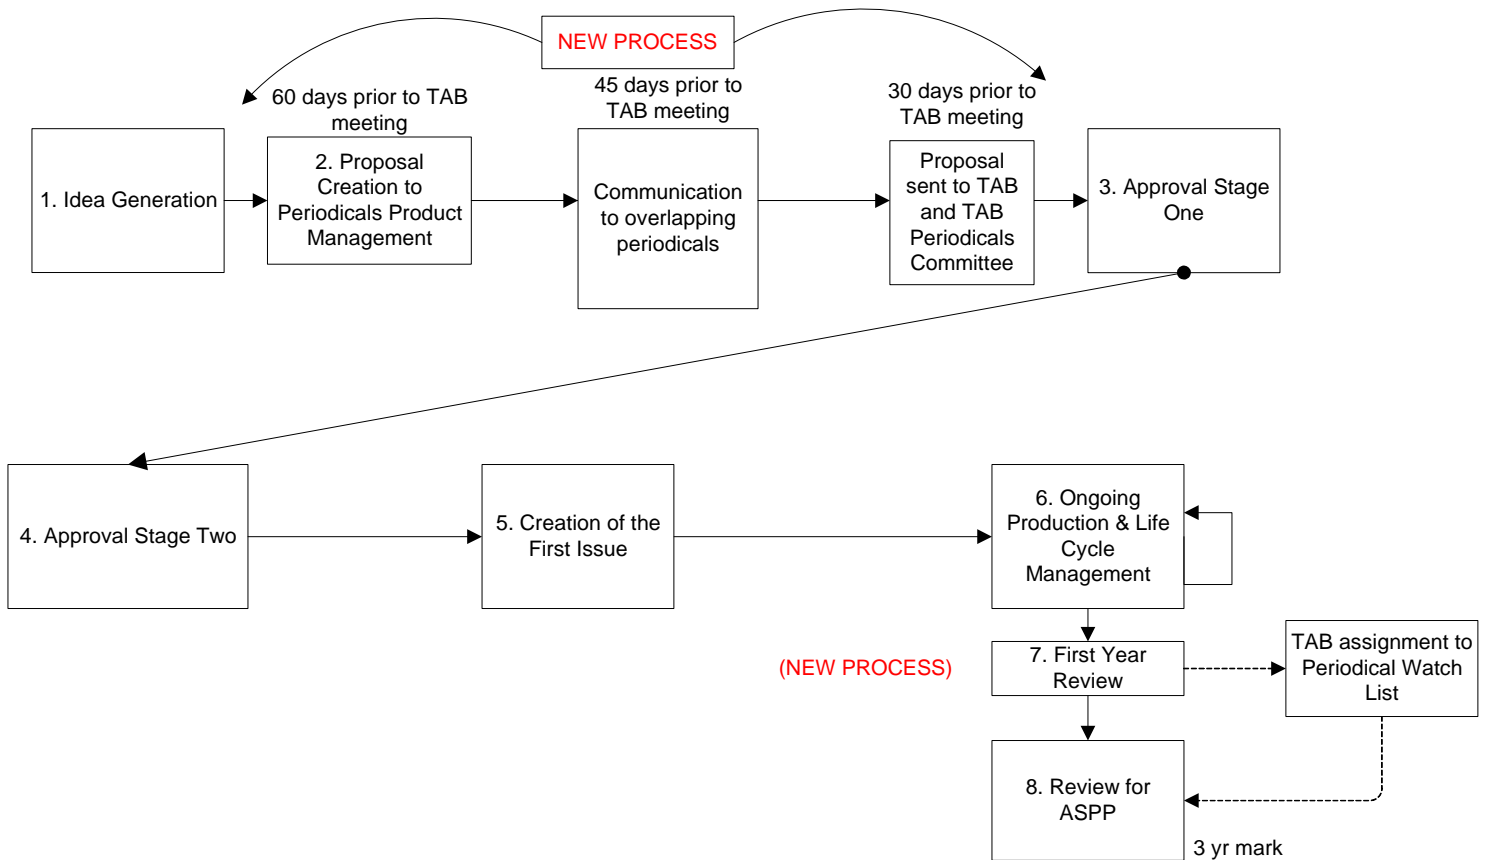 NEW PROCESS
60 days prior to TAB
meeting
45 days prior to
TAB meeting
30 days prior to
TAB meeting
1. Idea Generation
2. Proposal
Creation to
Periodicals Product
Management
Communication
to overlapping
periodicals
Proposal
sent to TAB
and TAB
Periodicals
Committee
3. Approval Stage
One
4. Approval Stage Two
5. Creation of the
First Issue
6. Ongoing
Production & Life
Cycle
Management
(NEW PROCESS)
7. First Year
Review
TAB assignment to
Periodical Watch
List
8. Review for
ASPP
3 yr mark